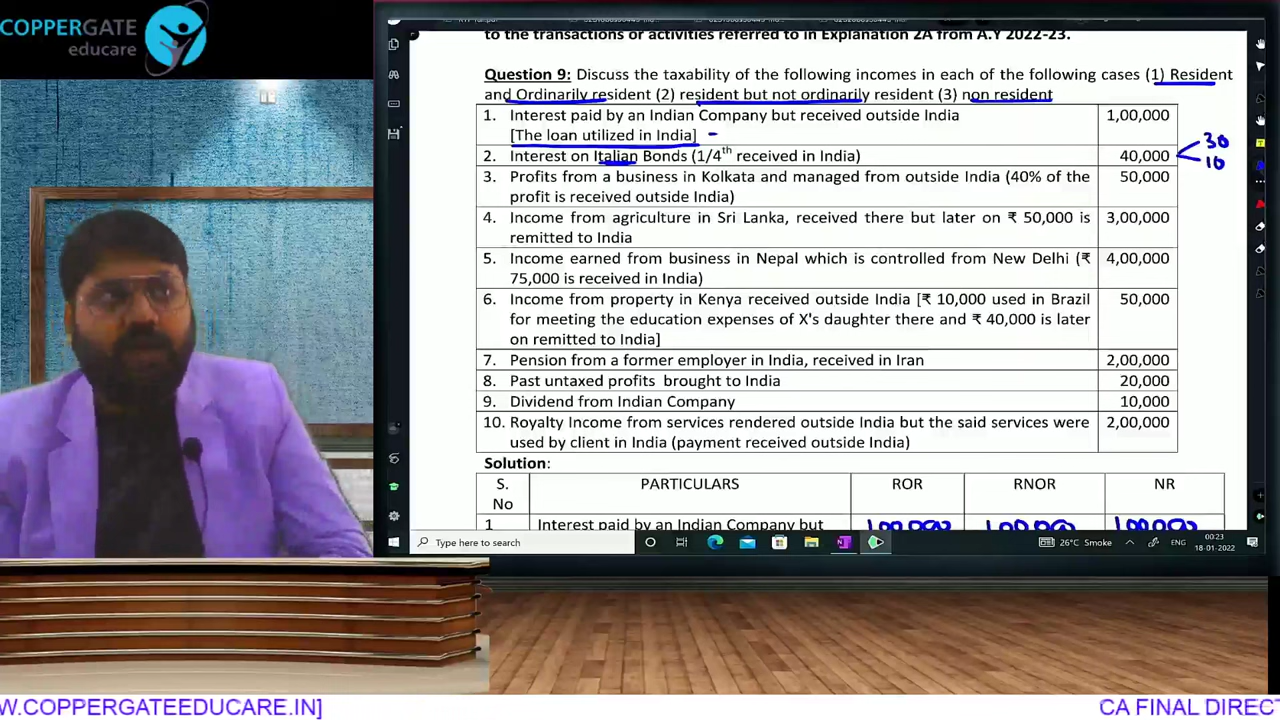 COPPERGATE
educare
to the transactions or activities referred to in Explanation 2A from A.Y 2022-23.
Question 9: Discuss the taxability of the following incomes in each of the following cases (1) Resident
and Ordinarily resident (2) resident but not ordinarily resident (3) non resident
1. Interest paid by an Indian Company but received outside India 1,00,000
[The loan utilized in India]
2. Interest on Italian Bonds (1/4th received in India) 40,000
30
10
3. Profits from a business in Kolkata and managed from outside India (40% of the 50,000
profit is received outside India)
4. Income from agriculture in Sri Lanka, received there but later on ₹ 50,000 is 3,00,000
remitted to India
5. Income earned from business in Nepal which is controlled from New Delhi (₹ 4,00,000
75,000 is received in India)
6. Income from property in Kenya received outside India [₹ 10,000 used in Brazil 50,000
for meeting the education expenses of X's daughter there and ₹ 40,000 is later
on remitted to India]
7. Pension from a former employer in India, received in Iran 2,00,000
8. Past untaxed profits brought to India 20,000
9. Dividend from Indian Company 10,000
10. Royalty Income from services rendered outside India but the said services were 2,00,000
used by client in India (payment received outside India)
Solution:
S. No PARTICULARS ROR RNOR NR
1 Interest paid by an Indian Company but 100,000 100,000 100,000
Type here to search
26°C Smoke
ENG
00:23
18-01-2022
W.COPPERGATEEDUCARE.IN]
CA FINAL DIRECT